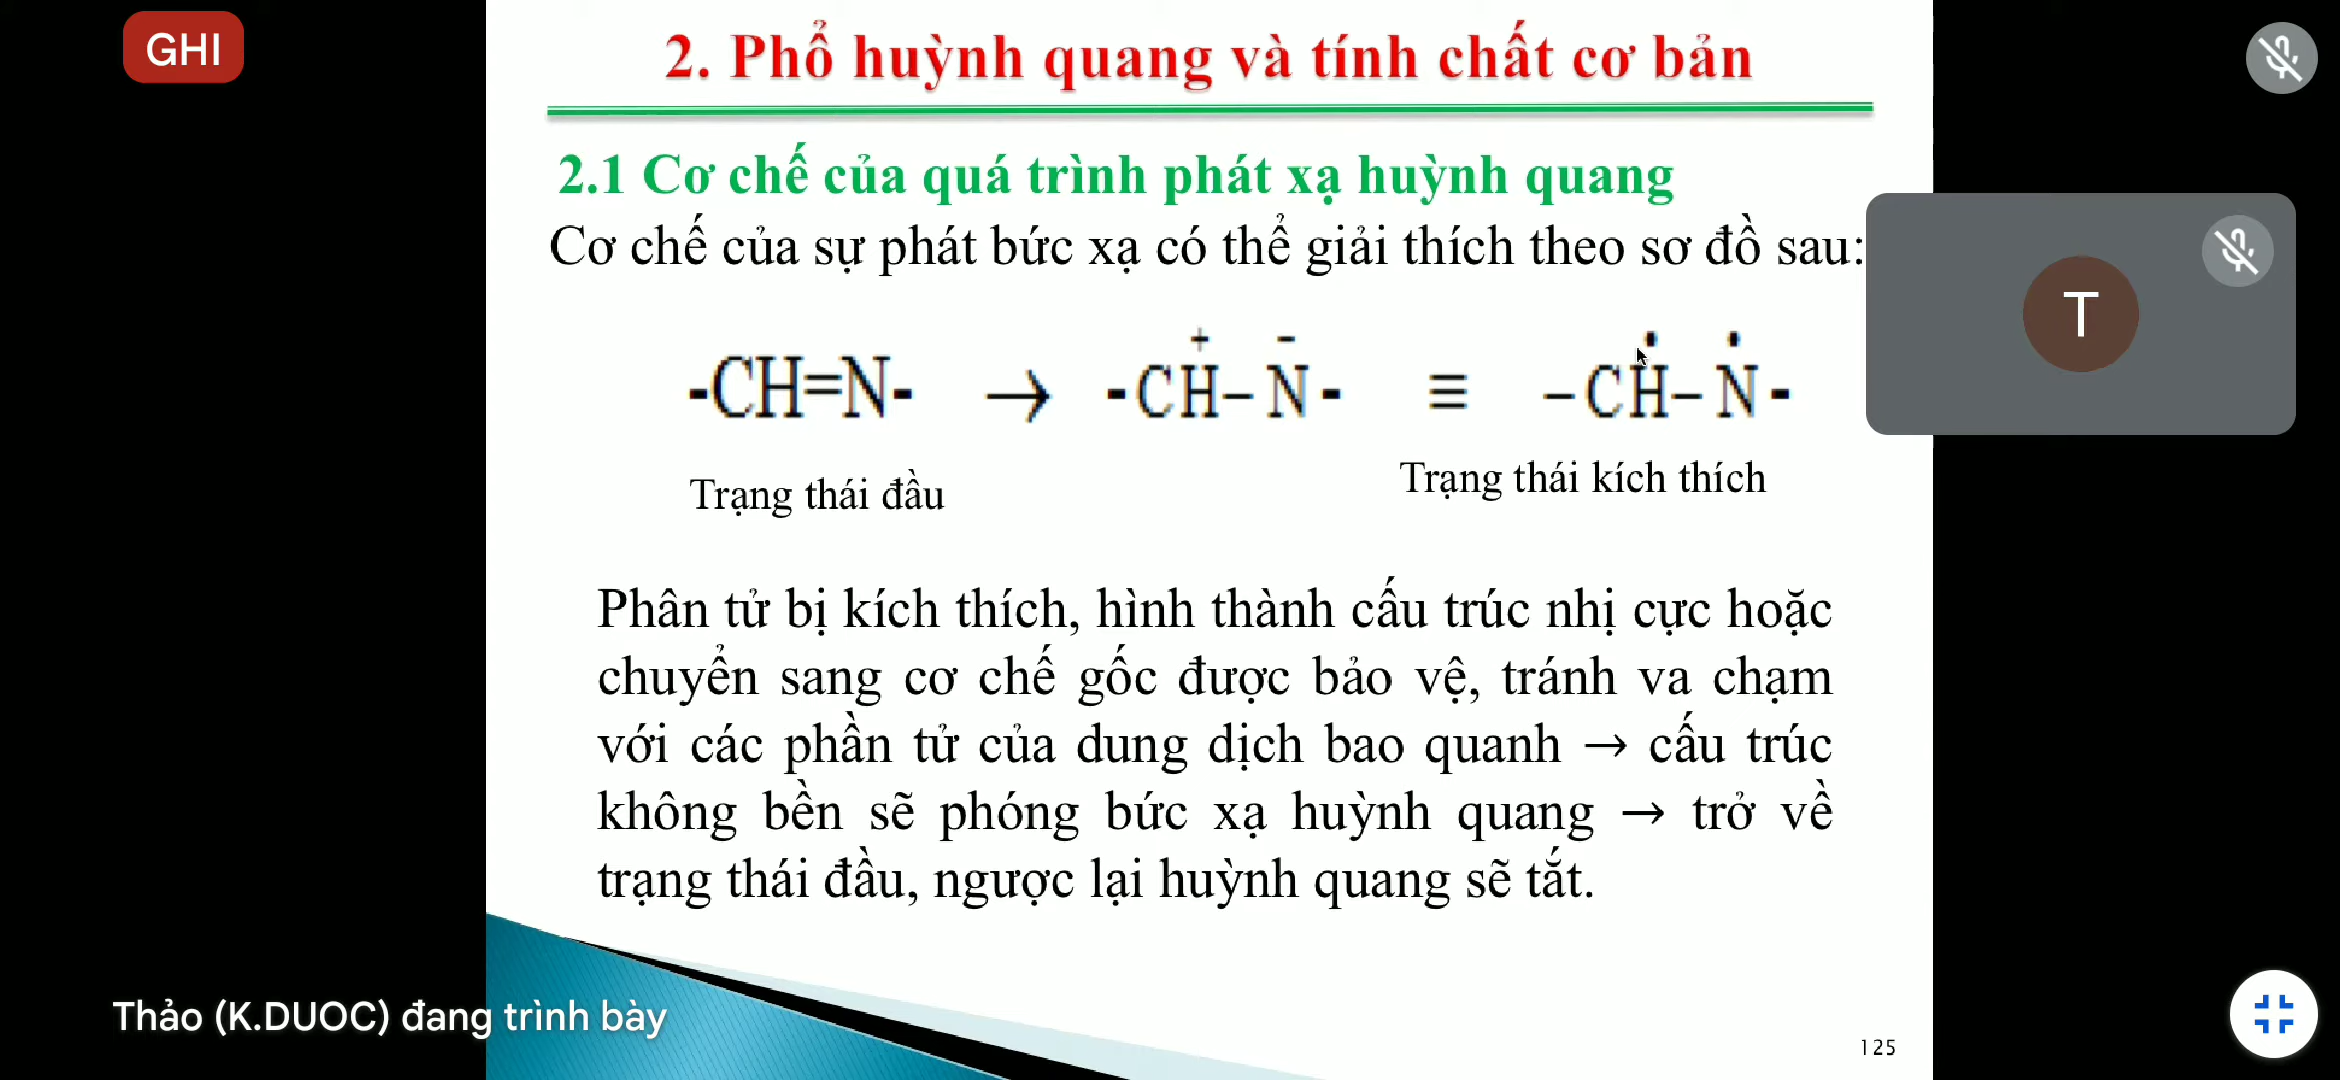 GHI
2. Phổ huỳnh quang và tính chất cơ bản
2.1 Cơ chế của quá trình phát xạ huỳnh quang
Cơ chế của sự phát bức xạ có thể giải thích theo sơ đồ sau:
T
+ − • •
-CH=N- → -CH–N- ≡ –CH–N-
Trạng thái đầu
Trạng thái kích thích
Phân tử bị kích thích, hình thành cấu trúc nhị cực hoặc
chuyển sang cơ chế gốc được bảo vệ, tránh va chạm
với các phần tử của dung dịch bao quanh → cấu trúc
không bền sẽ phóng bức xạ huỳnh quang → trở về
trạng thái đầu, ngược lại huỳnh quang sẽ tắt.
Thảo (K.DUOC) đang trình bày
125